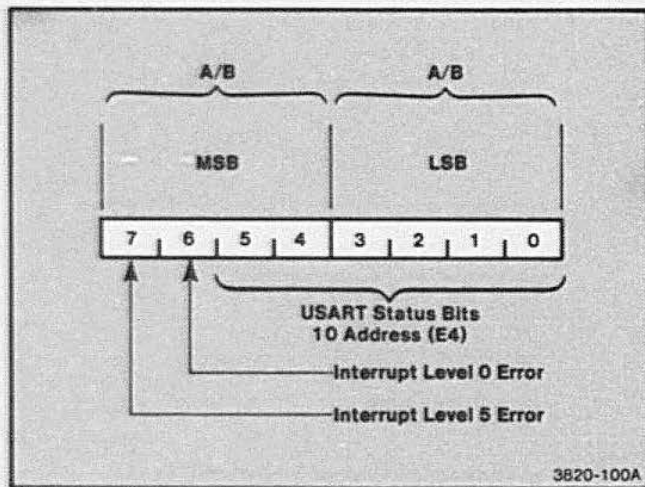 A/B A/B
MSB LSB
7 6 5 4 3 2 1 0
USART Status Bits
10 Address (E4)
Interrupt Level 0 Error
Interrupt Level 5 Error
3820-100A